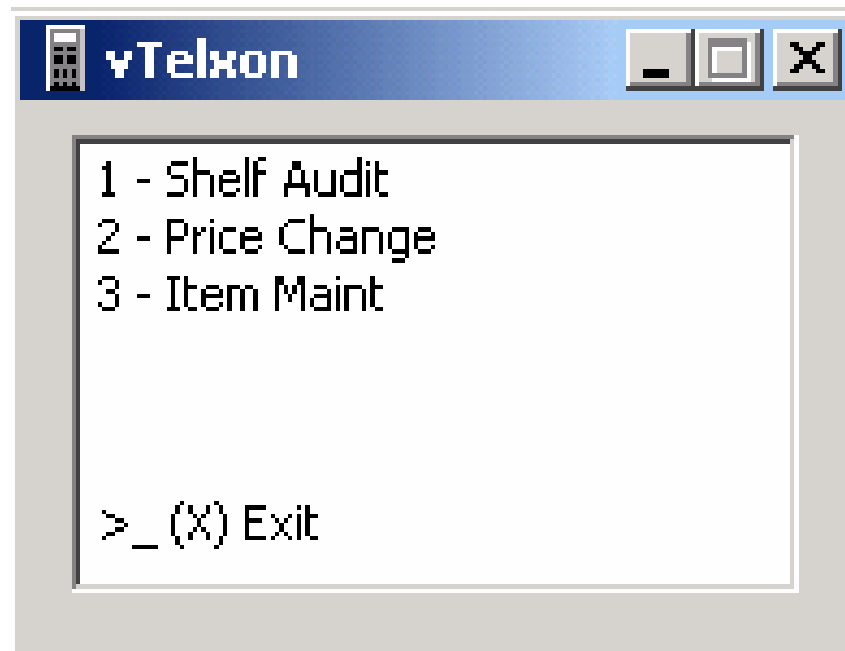 vTelxon
1 - Shelf Audit
2 - Price Change
3 - Item Maint
>_ (X) Exit